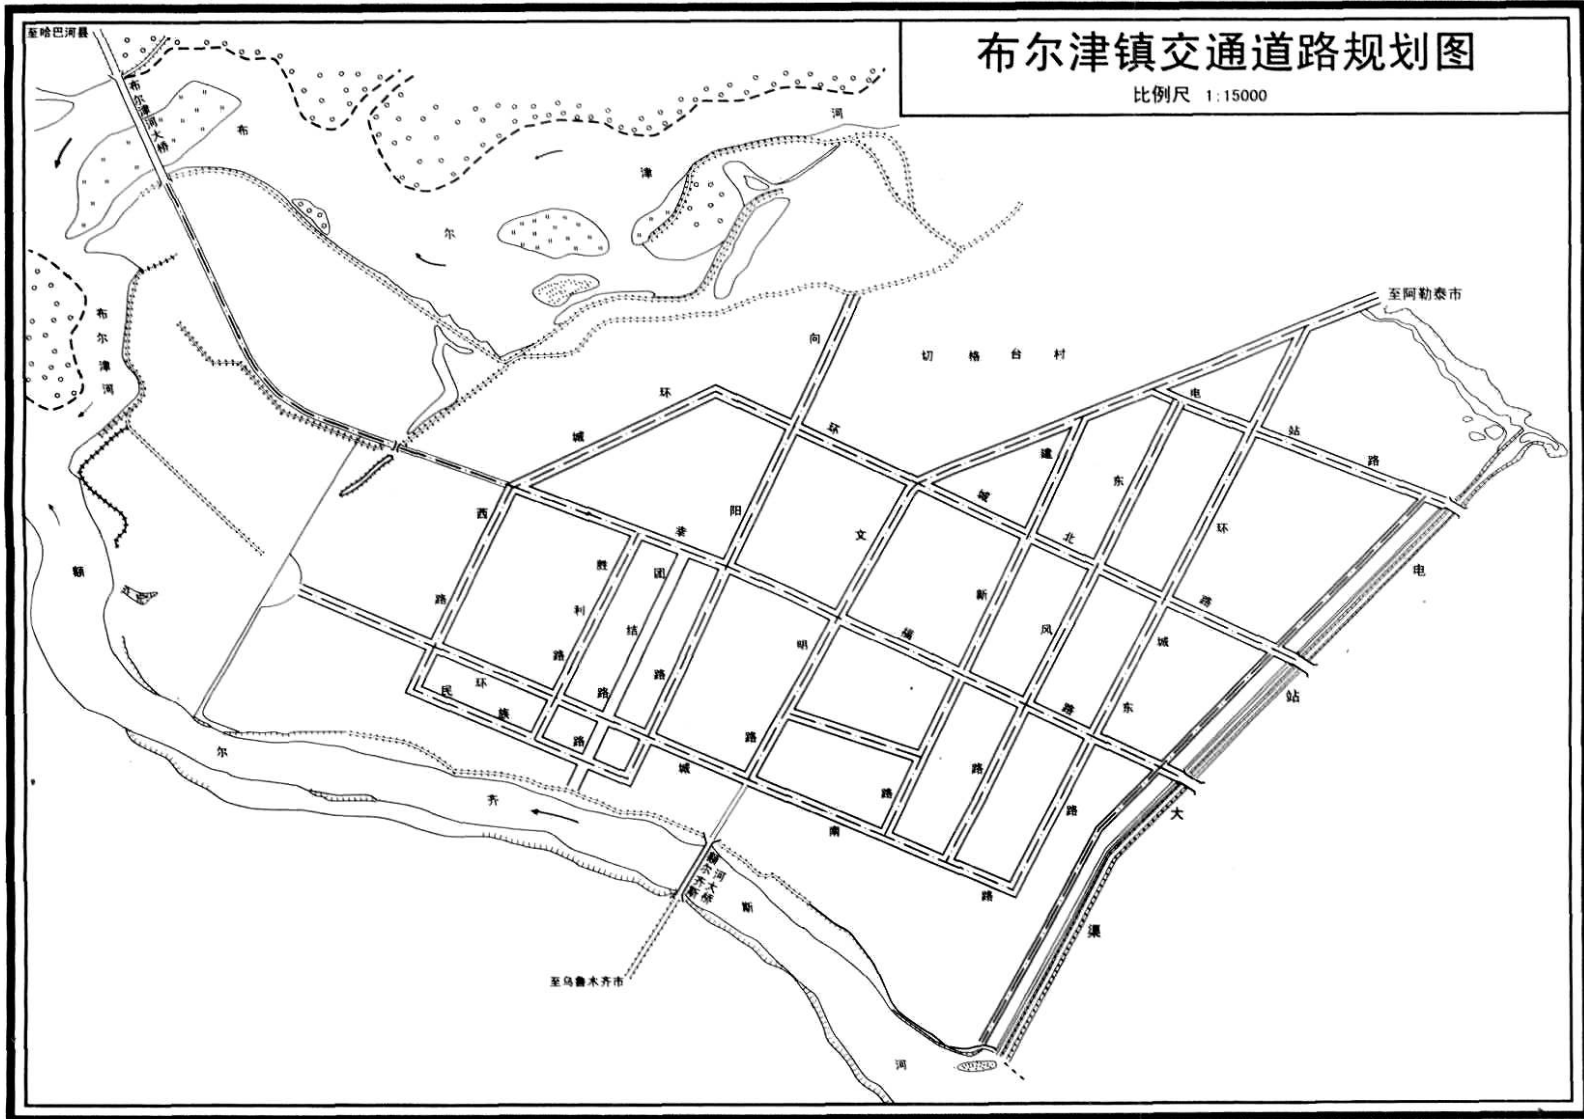 布尔津镇交通道路规划图
比例尺 1:15000
至哈巴河县
布尔津河大桥
布尔津河
布尔津河
至阿勒泰市
切格台村
向阳路
环城北路
环城西路
环城南路
环城东路
电站路
建新路
东风路
文明路
幸福路
胜利路
团结路
民族路
电站大渠
额尔齐斯河
额尔齐斯河大桥
至乌鲁木齐市